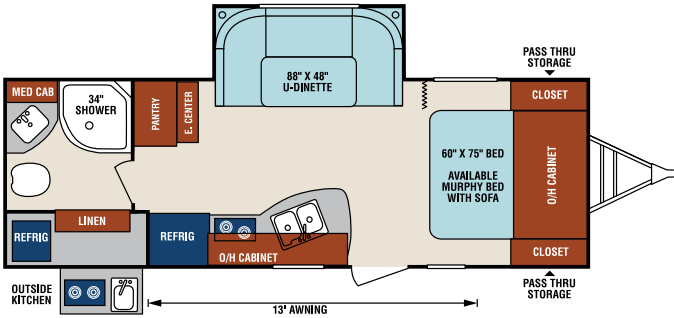 PASS THRU
STORAGE
MED CAB
34"
SHOWER
PANTRY
E. CENTER
88" X 48"
U-DINETTE
CLOSET
60" X 75" BED
AVAILABLE
MURPHY BED
WITH SOFA
O/H CABINET
LINEN
REFRIG
REFRIG
O/H CABINET
CLOSET
OUTSIDE
KITCHEN
13' AWNING
PASS THRU
STORAGE